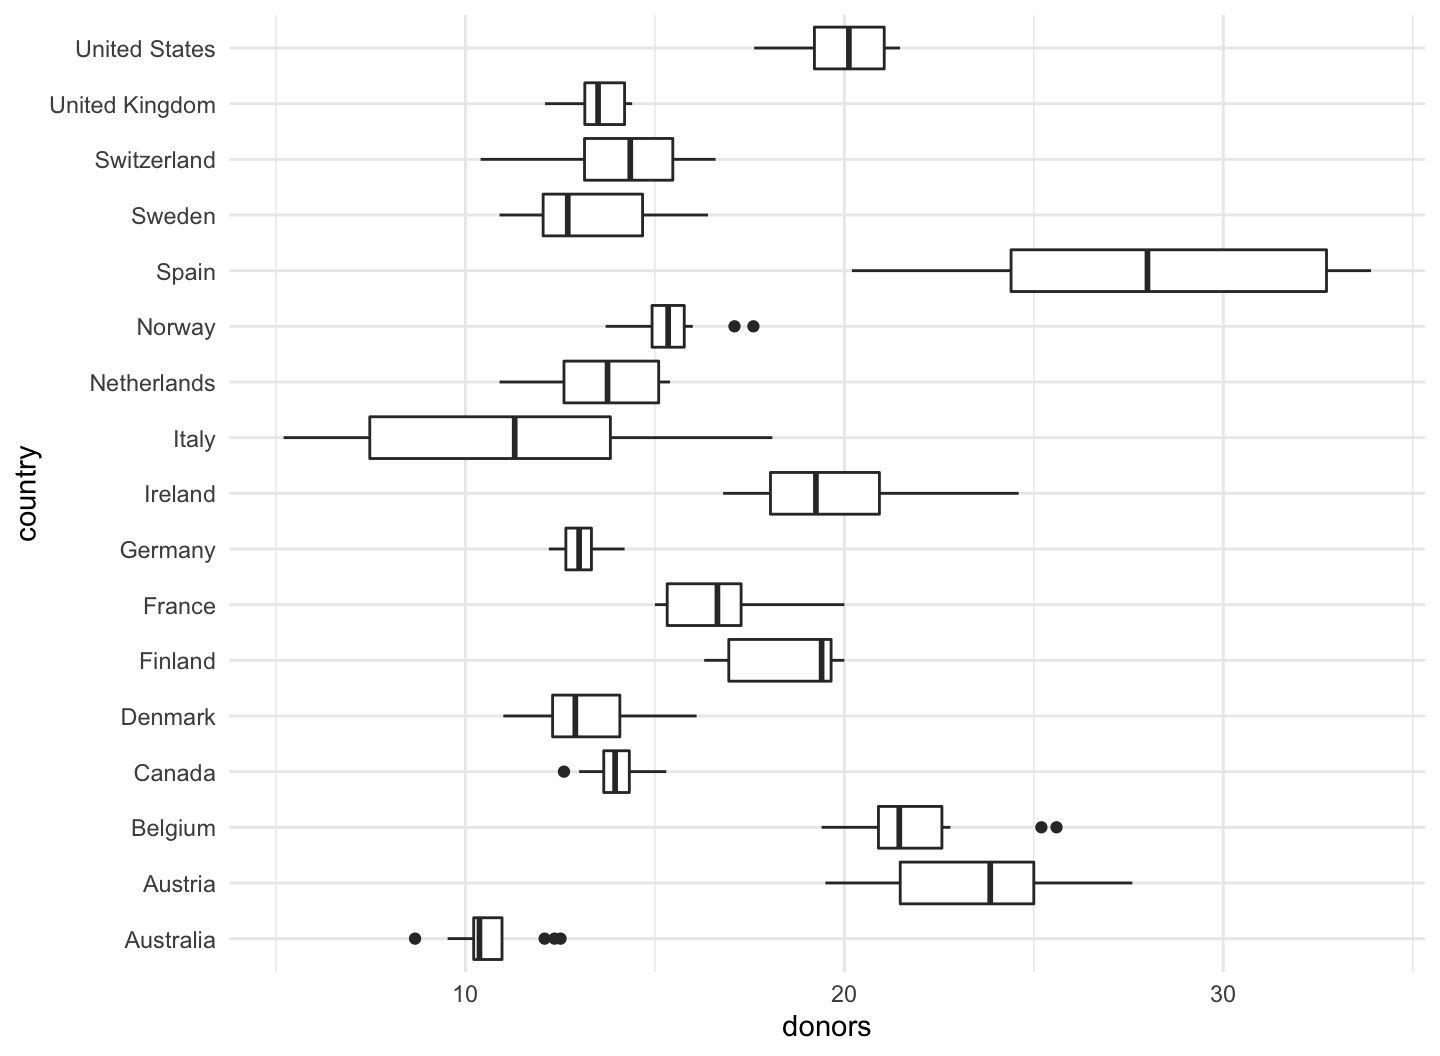 United States
United Kingdom
Switzerland
Sweden
Spain
Norway
Netherlands
Italy
Ireland
Germany
France
Finland
Denmark
Canada
Belgium
Austria
Australia
country
10 20 30
donors